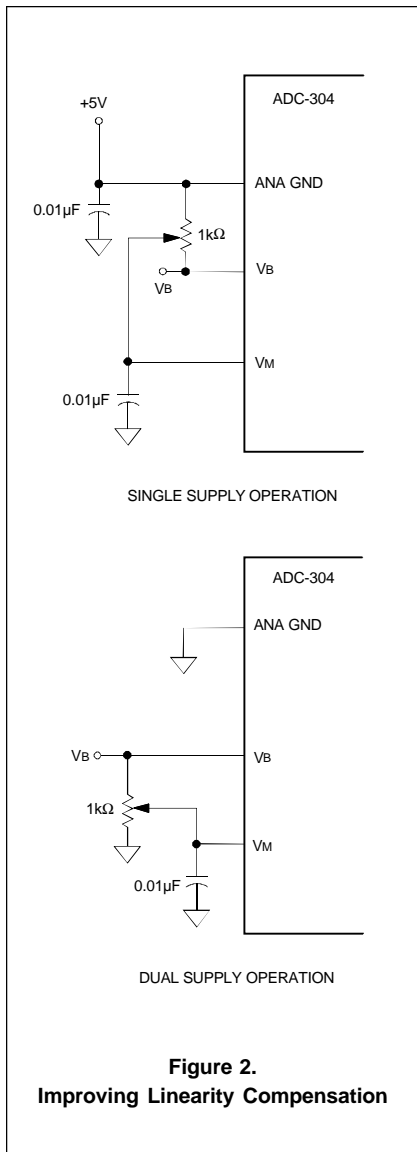 ADC-304
+5V
ANA GND
0.01µF
1kΩ
VB
VB
VM
0.01µF
SINGLE SUPPLY OPERATION
ADC-304
ANA GND
VB
VB
1kΩ
VM
0.01µF
DUAL SUPPLY OPERATION
Figure 2.
Improving Linearity Compensation